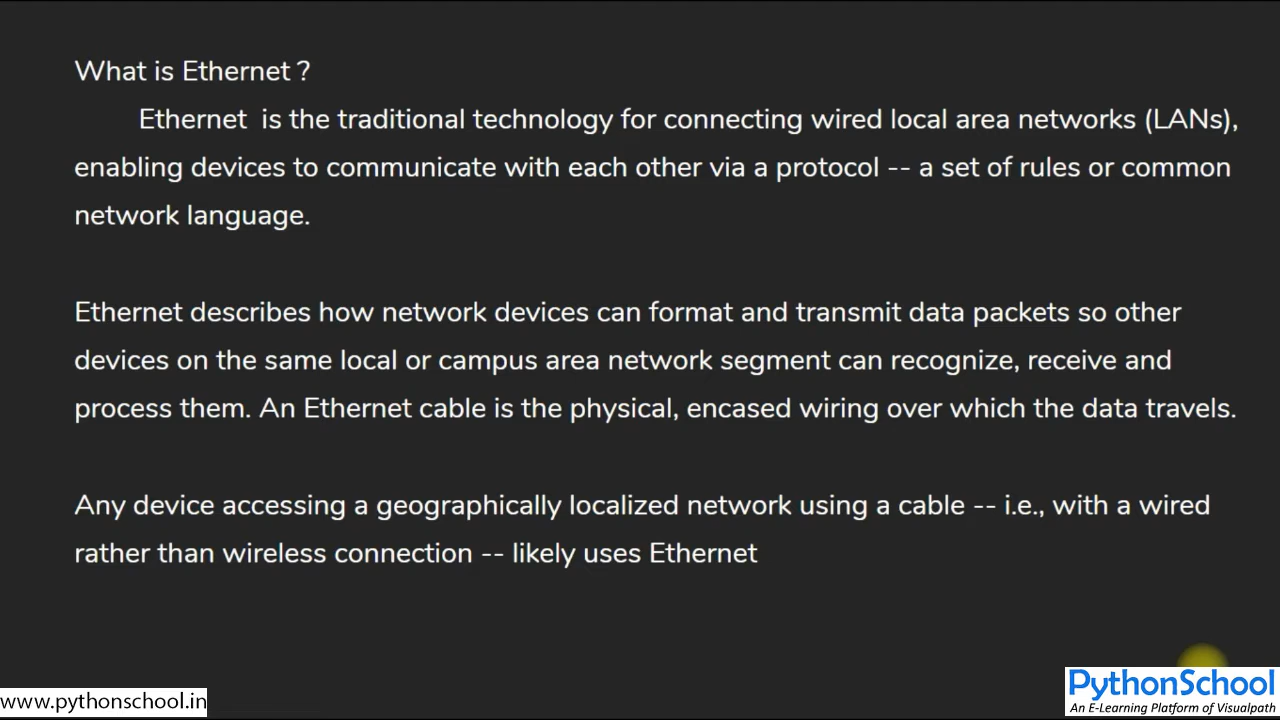 What is Ethernet ?
Ethernet  is the traditional technology for connecting wired local area networks (LANs),
enabling devices to communicate with each other via a protocol -- a set of rules or common
network language.
Ethernet describes how network devices can format and transmit data packets so other
devices on the same local or campus area network segment can recognize, receive and
process them. An Ethernet cable is the physical, encased wiring over which the data travels.
Any device accessing a geographically localized network using a cable -- i.e., with a wired
rather than wireless connection -- likely uses Ethernet
www.pythonschool.in
PythonSchool
An E-Learning Platform of Visualpath